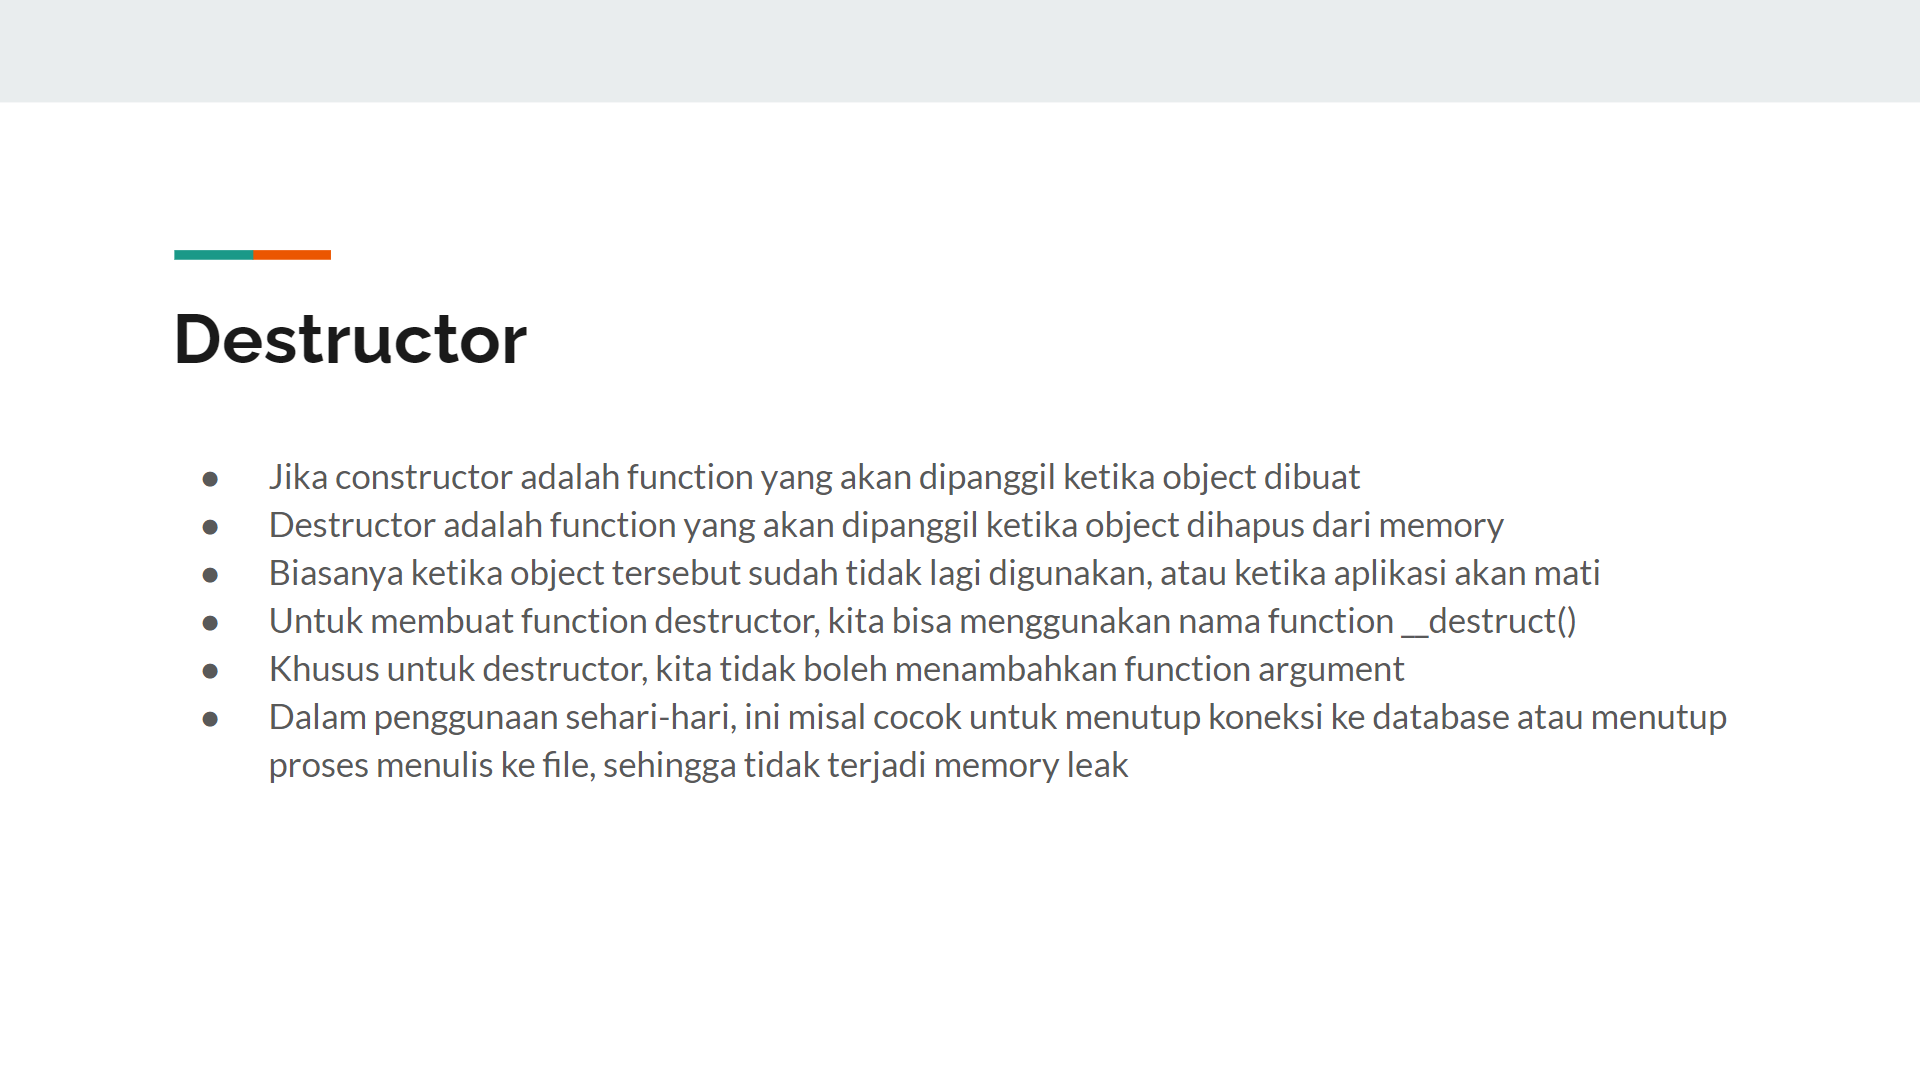 Destructor
● Jika constructor adalah function yang akan dipanggil ketika object dibuat
● Destructor adalah function yang akan dipanggil ketika object dihapus dari memory
● Biasanya ketika object tersebut sudah tidak lagi digunakan, atau ketika aplikasi akan mati
● Untuk membuat function destructor, kita bisa menggunakan nama function __destruct()
● Khusus untuk destructor, kita tidak boleh menambahkan function argument
● Dalam penggunaan sehari-hari, ini misal cocok untuk menutup koneksi ke database atau menutup
proses menulis ke file, sehingga tidak terjadi memory leak